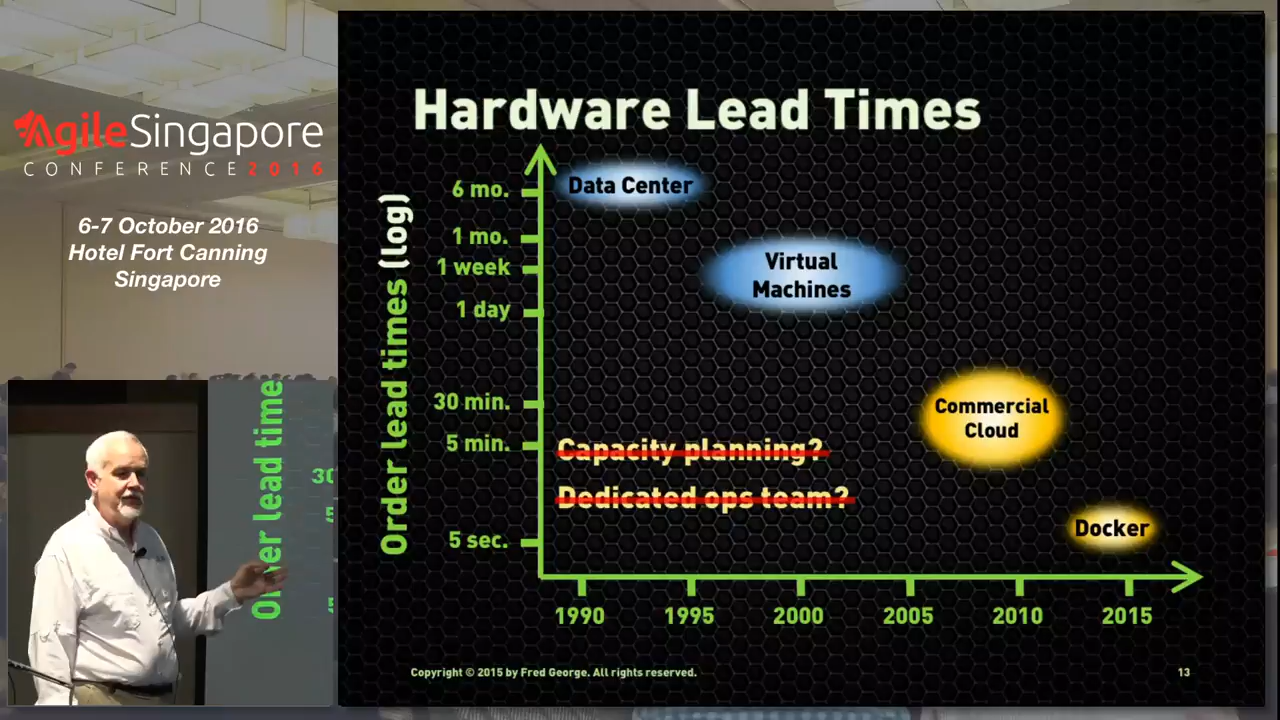 AgileSingapore
CONFERENCE 2016
6-7 October 2016
Hotel Fort Canning
Singapore
Hardware Lead Times
Order lead times (log)
6 mo.
1 mo.
1 week
1 day
30 min.
5 min.
5 sec.
Data Center
Virtual
Machines
Commercial
Cloud
Docker
Capacity planning?
Dedicated ops team?
1990 1995 2000 2005 2010 2015
Copyright © 2015 by Fred George. All rights reserved.
13
Order lead time
30